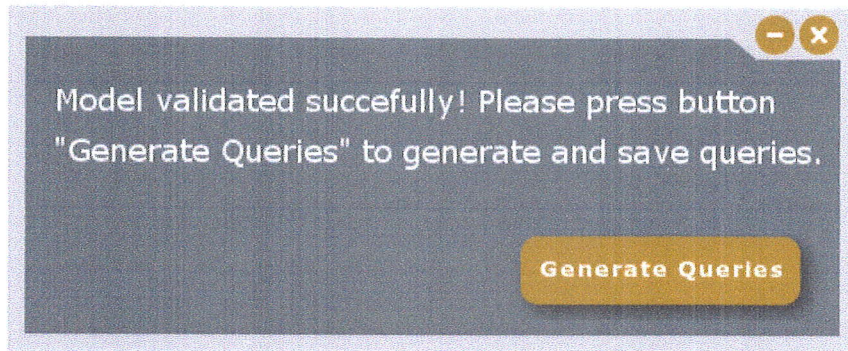 Model validated succefully! Please press button
"Generate Queries" to generate and save queries.
Generate Queries